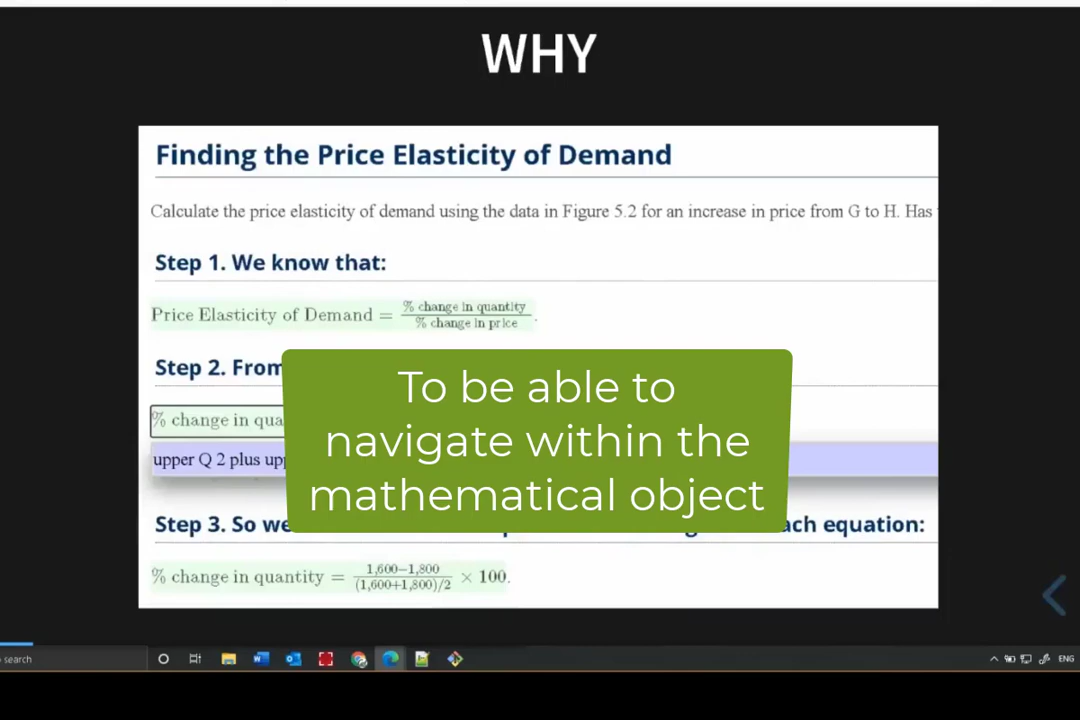 WHY
Finding the Price Elasticity of Demand
Calculate the price elasticity of demand using the data in Figure 5.2 for an increase in price from G to H. Has
Step 1. We know that:
Price Elasticity of Demand = % change in quantity / % change in price.
Step 2. From
% change in qua
upper Q 2 plus up
To be able to
navigate within the
mathematical object
Step 3. So we
ach equation:
% change in quantity = 1,600−1,800 / (1,600+1,800)/2 × 100.
search
ENG